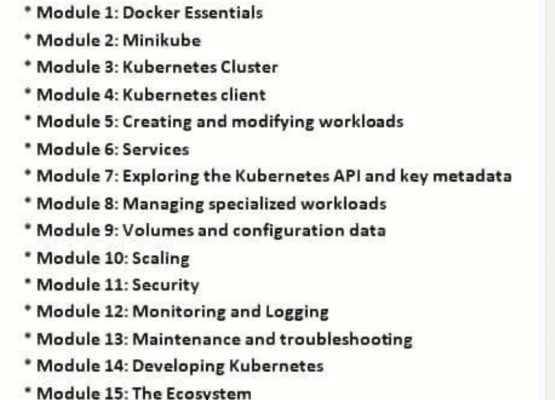 * Module 1: Docker Essentials
* Module 2: Minikube
* Module 3: Kubernetes Cluster
* Module 4: Kubernetes client
* Module 5: Creating and modifying workloads
* Module 6: Services
* Module 7: Exploring the Kubernetes API and key metadata
* Module 8: Managing specialized workloads
* Module 9: Volumes and configuration data
* Module 10: Scaling
* Module 11: Security
* Module 12: Monitoring and Logging
* Module 13: Maintenance and troubleshooting
* Module 14: Developing Kubernetes
* Module 15: The Ecosystem